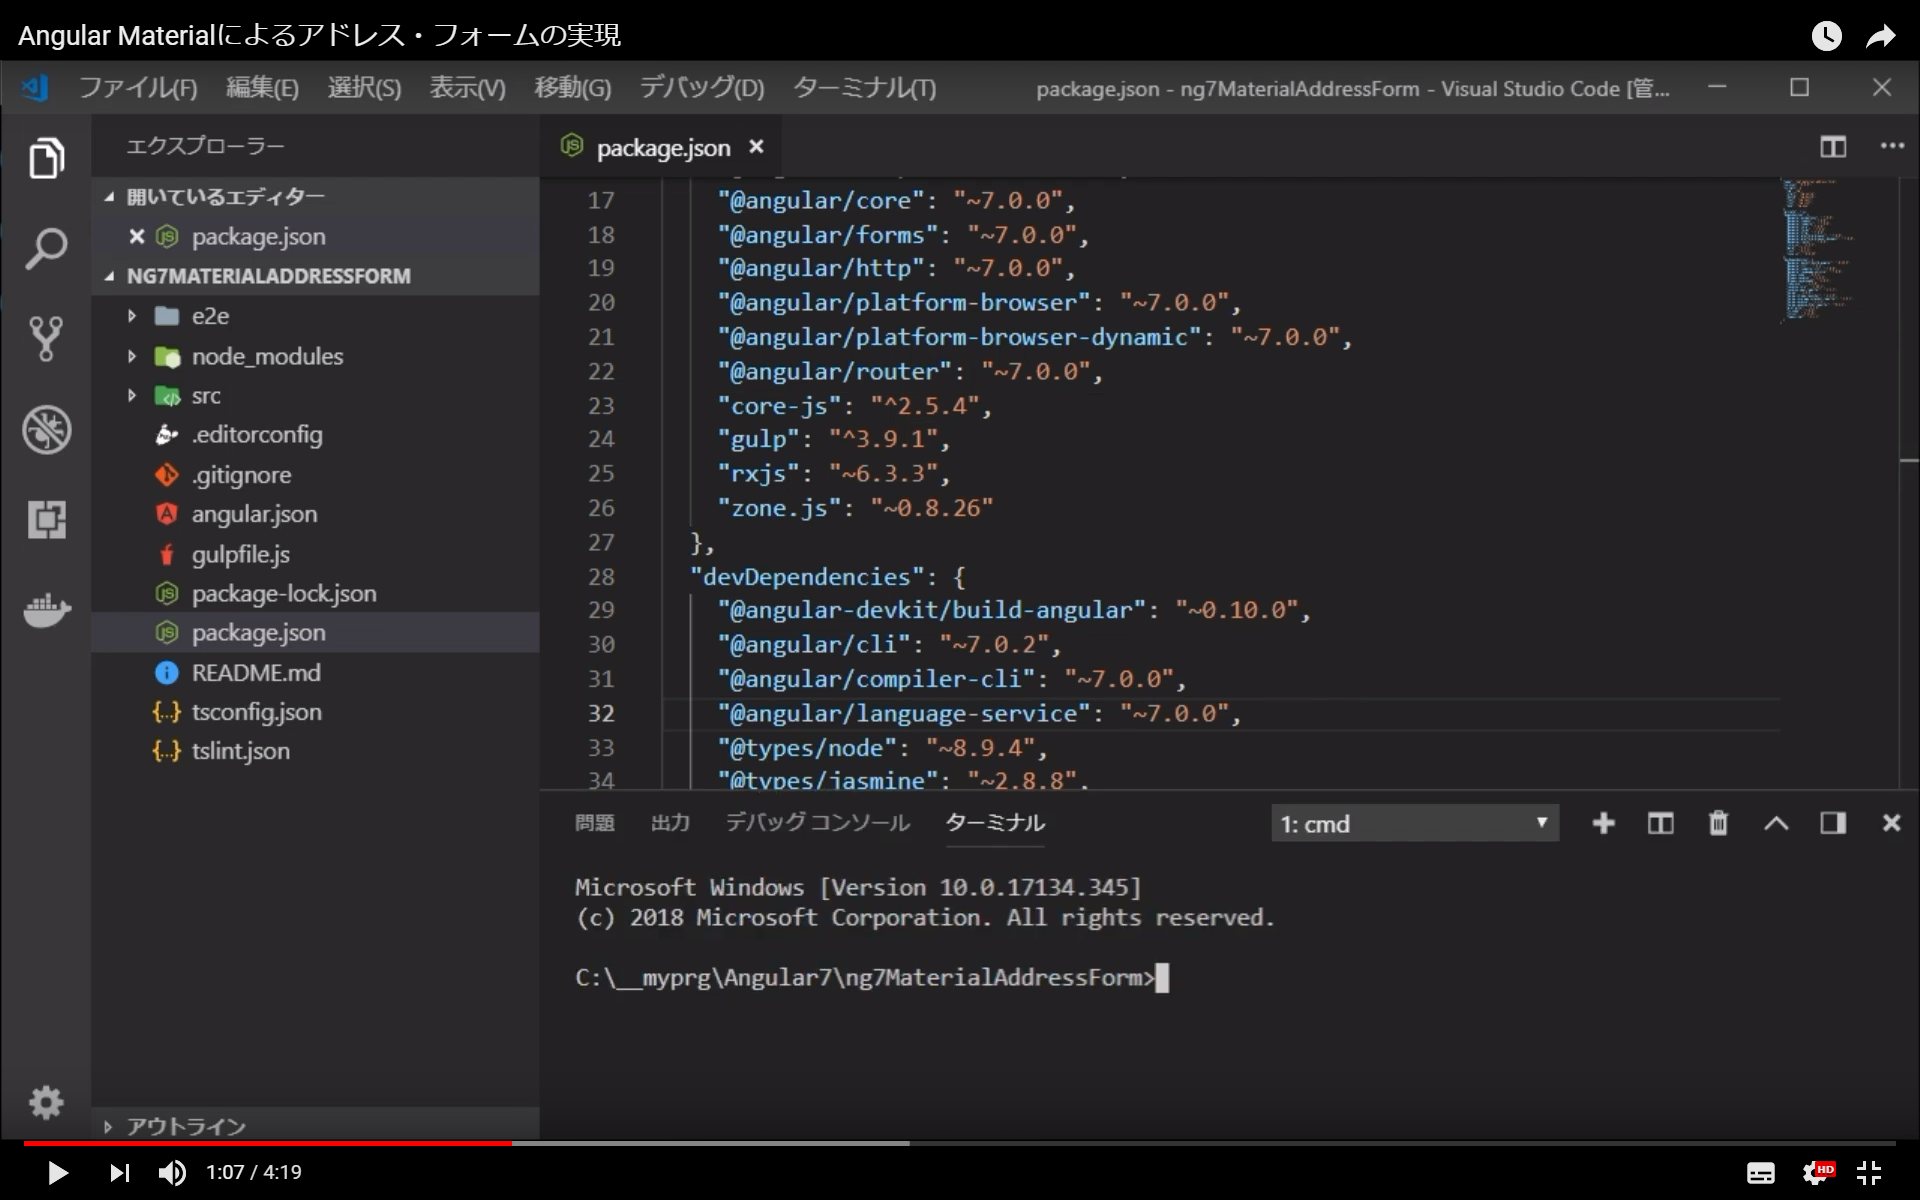 Angular Materialによるアドレス・フォームの実現
ファイル(F) 編集(E) 選択(S) 表示(V) 移動(G) デバッグ(D) ターミナル(T) package.json - ng7MaterialAddressForm - Visual Studio Code [管...
エクスプローラー
開いているエディター
package.json
NG7MATERIALADDRESSFORM
e2e
node_modules
src
.editorconfig
.gitignore
angular.json
gulpfile.js
package-lock.json
package.json
README.md
tsconfig.json
tslint.json
アウトライン
package.json
17 "@angular/core": "~7.0.0",
18 "@angular/forms": "~7.0.0",
19 "@angular/http": "~7.0.0",
20 "@angular/platform-browser": "~7.0.0",
21 "@angular/platform-browser-dynamic": "~7.0.0",
22 "@angular/router": "~7.0.0",
23 "core-js": "^2.5.4",
24 "gulp": "^3.9.1",
25 "rxjs": "~6.3.3",
26 "zone.js": "~0.8.26"
27 },
28 "devDependencies": {
29 "@angular-devkit/build-angular": "~0.10.0",
30 "@angular/cli": "~7.0.2",
31 "@angular/compiler-cli": "~7.0.0",
32 "@angular/language-service": "~7.0.0",
33 "@types/node": "~8.9.4",
34 "@types/jasmine": "~2.8.8",
問題 出力 デバッグ コンソール ターミナル 1: cmd
Microsoft Windows [Version 10.0.17134.345]
(c) 2018 Microsoft Corporation. All rights reserved.
C:\__myprg\Angular7\ng7MaterialAddressForm>
1:07 / 4:19
HD